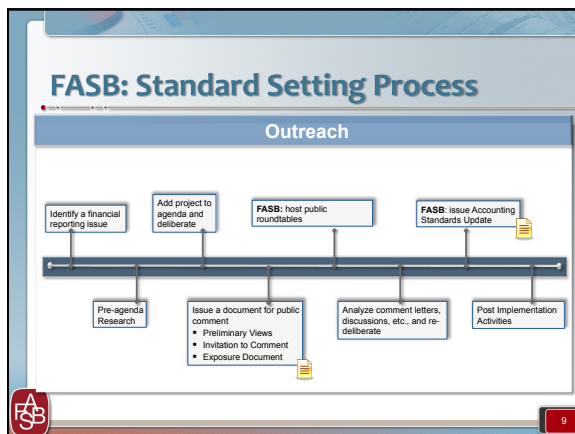 FASB: Standard Setting Process
Outreach
Identify a financial
reporting issue
Add project to
agenda and
deliberate
FASB: host public
roundtables
FASB: issue Accounting
Standards Update
Pre-agenda
Research
Issue a document for public
comment
▪ Preliminary Views
▪ Invitation to Comment
▪ Exposure Document
Analyze comment letters,
discussions, etc., and re-
deliberate
Post Implementation
Activities
FASB
9